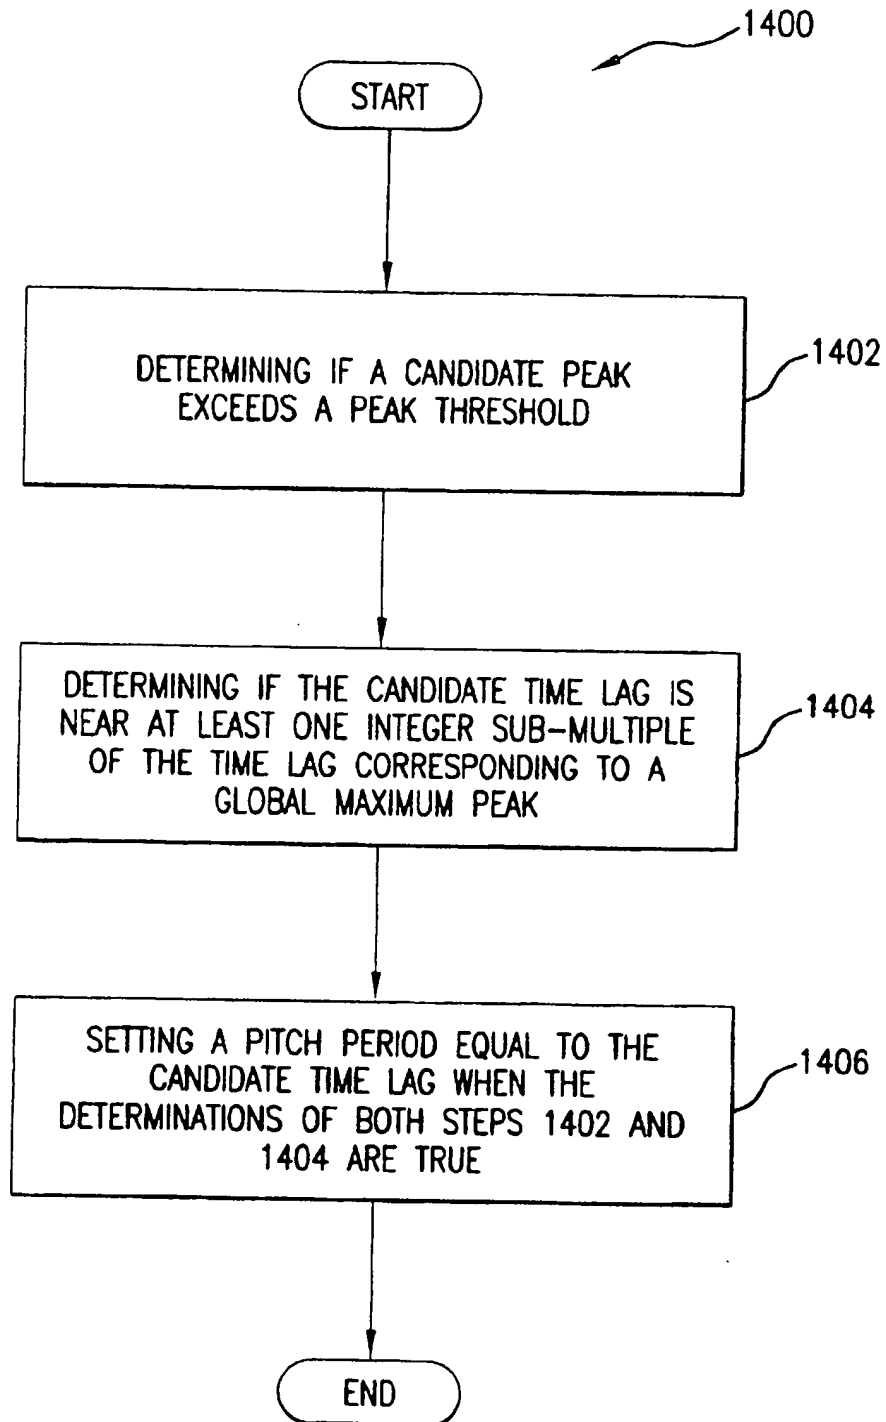 1400
START
DETERMINING IF A CANDIDATE PEAK
EXCEEDS A PEAK THRESHOLD
1402
DETERMINING IF THE CANDIDATE TIME LAG IS
NEAR AT LEAST ONE INTEGER SUB-MULTIPLE
OF THE TIME LAG CORRESPONDING TO A
GLOBAL MAXIMUM PEAK
1404
SETTING A PITCH PERIOD EQUAL TO THE
CANDIDATE TIME LAG WHEN THE
DETERMINATIONS OF BOTH STEPS 1402 AND
1404 ARE TRUE
1406
END